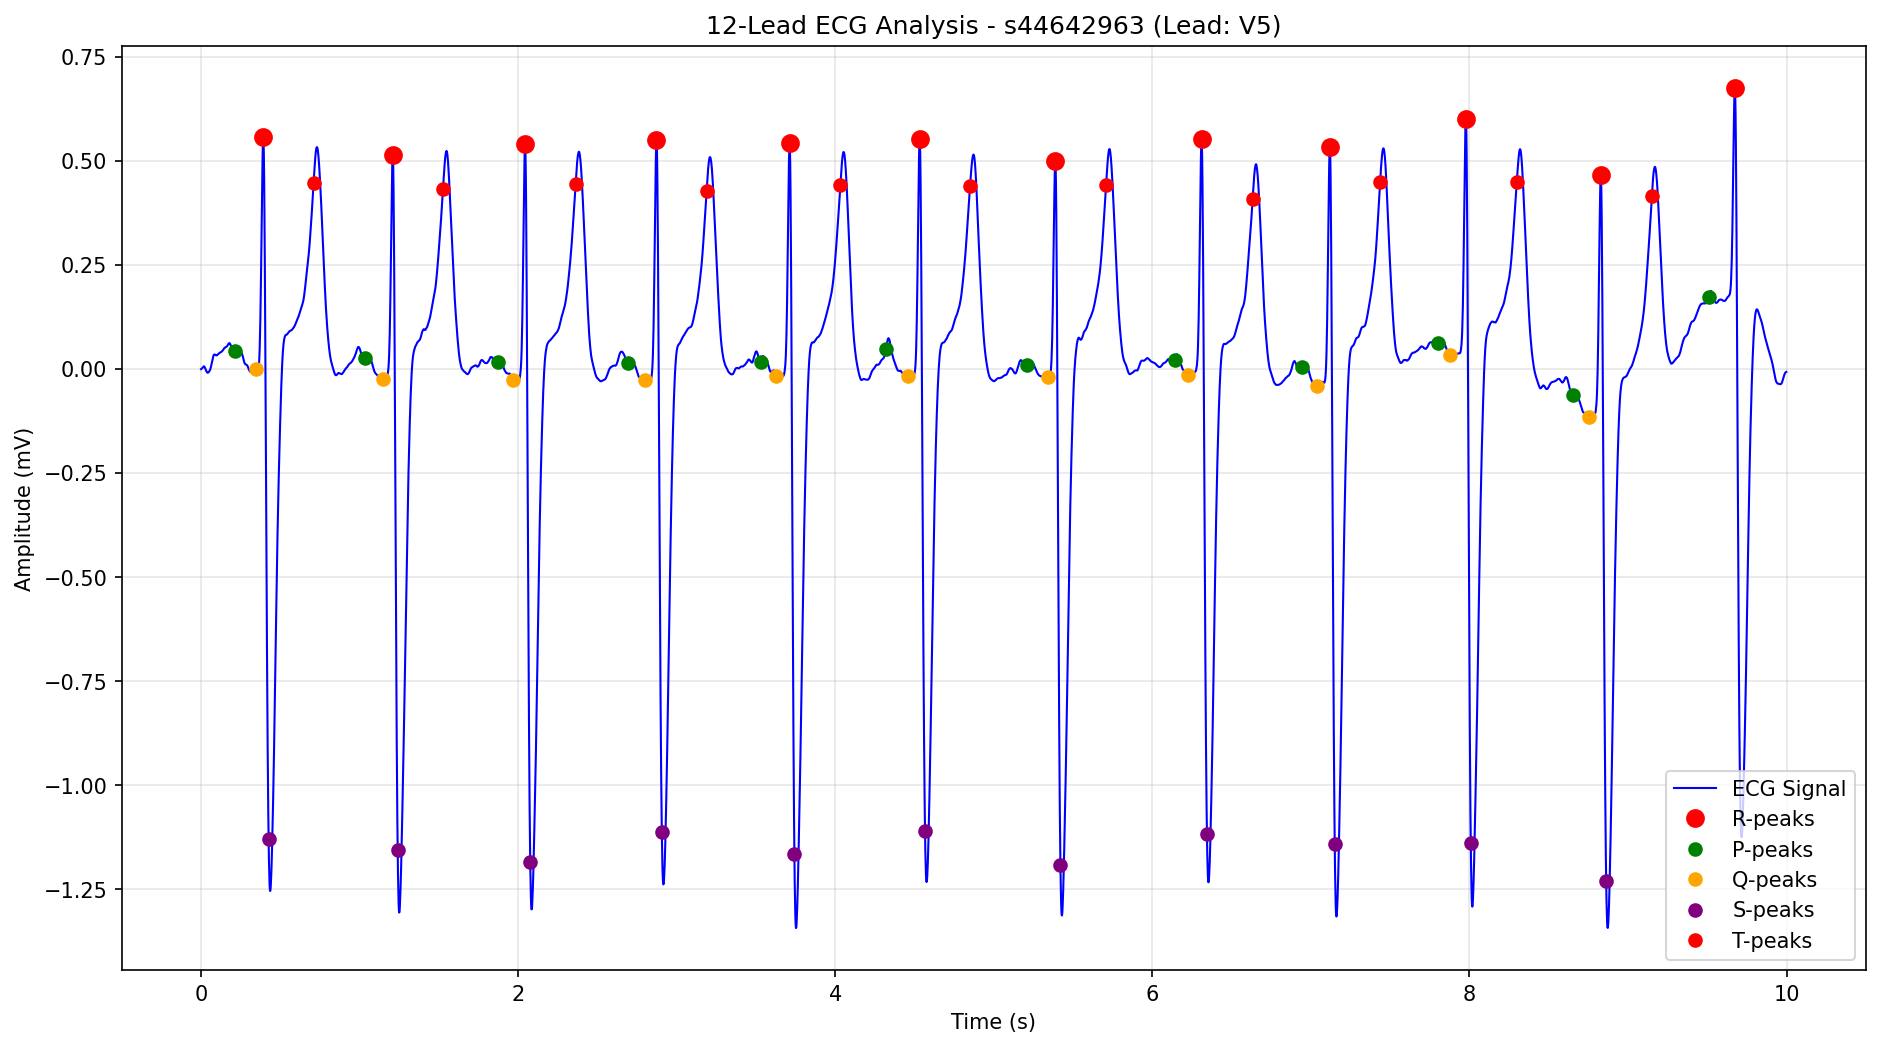 12-Lead ECG Analysis - s44642963 (Lead: V5)
Amplitude (mV)
0.75
0.50
0.25
0.00
−0.25
−0.50
−0.75
−1.00
−1.25
0
2
4
6
8
10
Time (s)
ECG Signal
R-peaks
P-peaks
Q-peaks
S-peaks
T-peaks